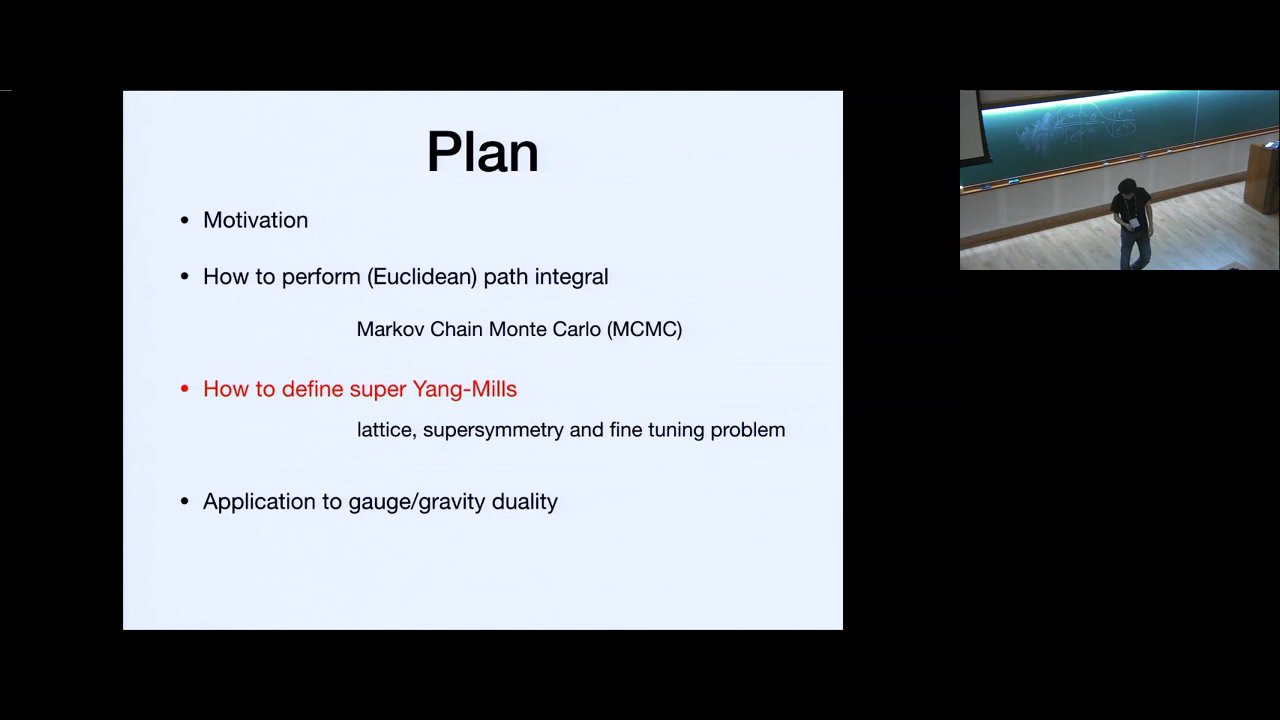 Plan
• Motivation
• How to perform (Euclidean) path integral
Markov Chain Monte Carlo (MCMC)
• How to define super Yang-Mills
lattice, supersymmetry and fine tuning problem
• Application to gauge/gravity duality